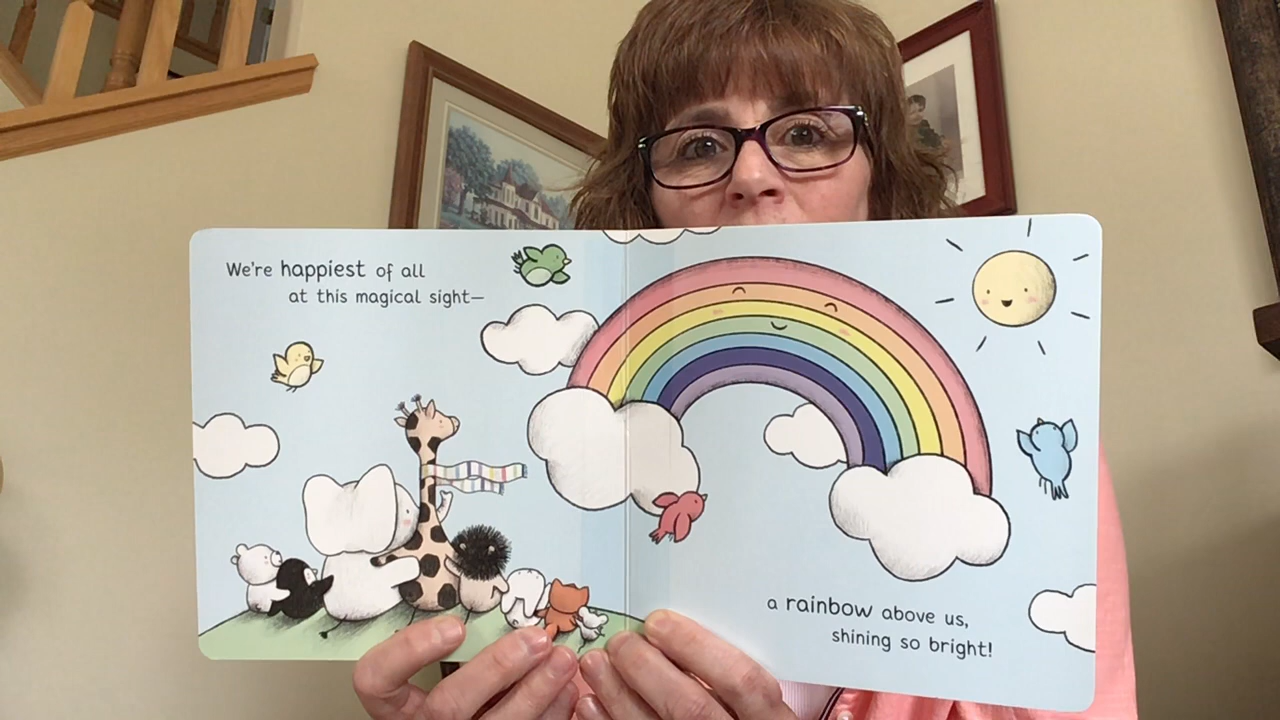 We're happiest of all
at this magical sight—
a rainbow above us,
shining so bright!